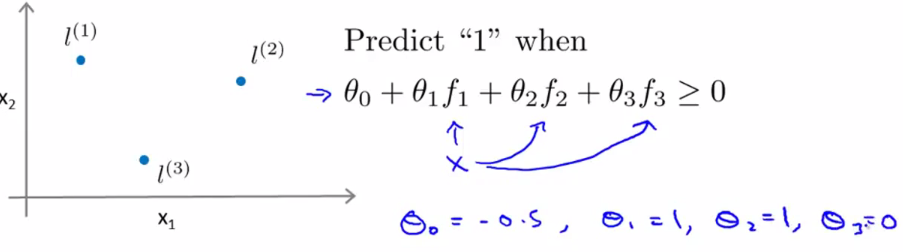 l⁽¹⁾
l⁽²⁾
x₂
l⁽³⁾
x₁
Predict “1” when
→ θ₀ + θ₁f₁ + θ₂f₂ + θ₃f₃ ≥ 0
x
θ₀ = -0.5, θ₁ = 1, θ₂ = 1, θ₃ = 0